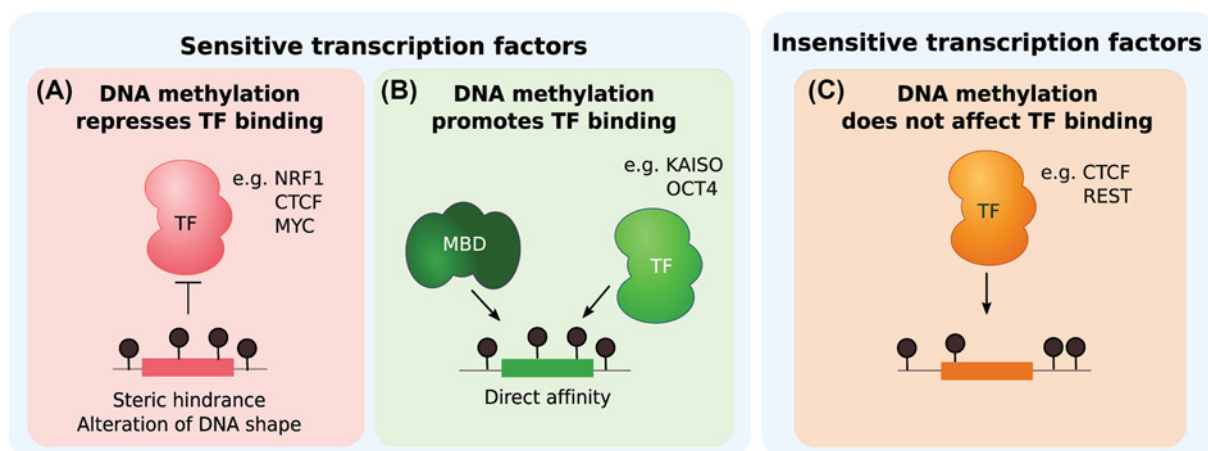 Sensitive transcription factors
Insensitive transcription factors
(A)
DNA methylation
represses TF binding
e.g. NRF1
CTCF
MYC
TF
Steric hindrance
Alteration of DNA shape
(B)
DNA methylation
promotes TF binding
e.g. KAISO
OCT4
MBD
TF
Direct affinity
(C)
DNA methylation
does not affect TF binding
e.g. CTCF
REST
TF